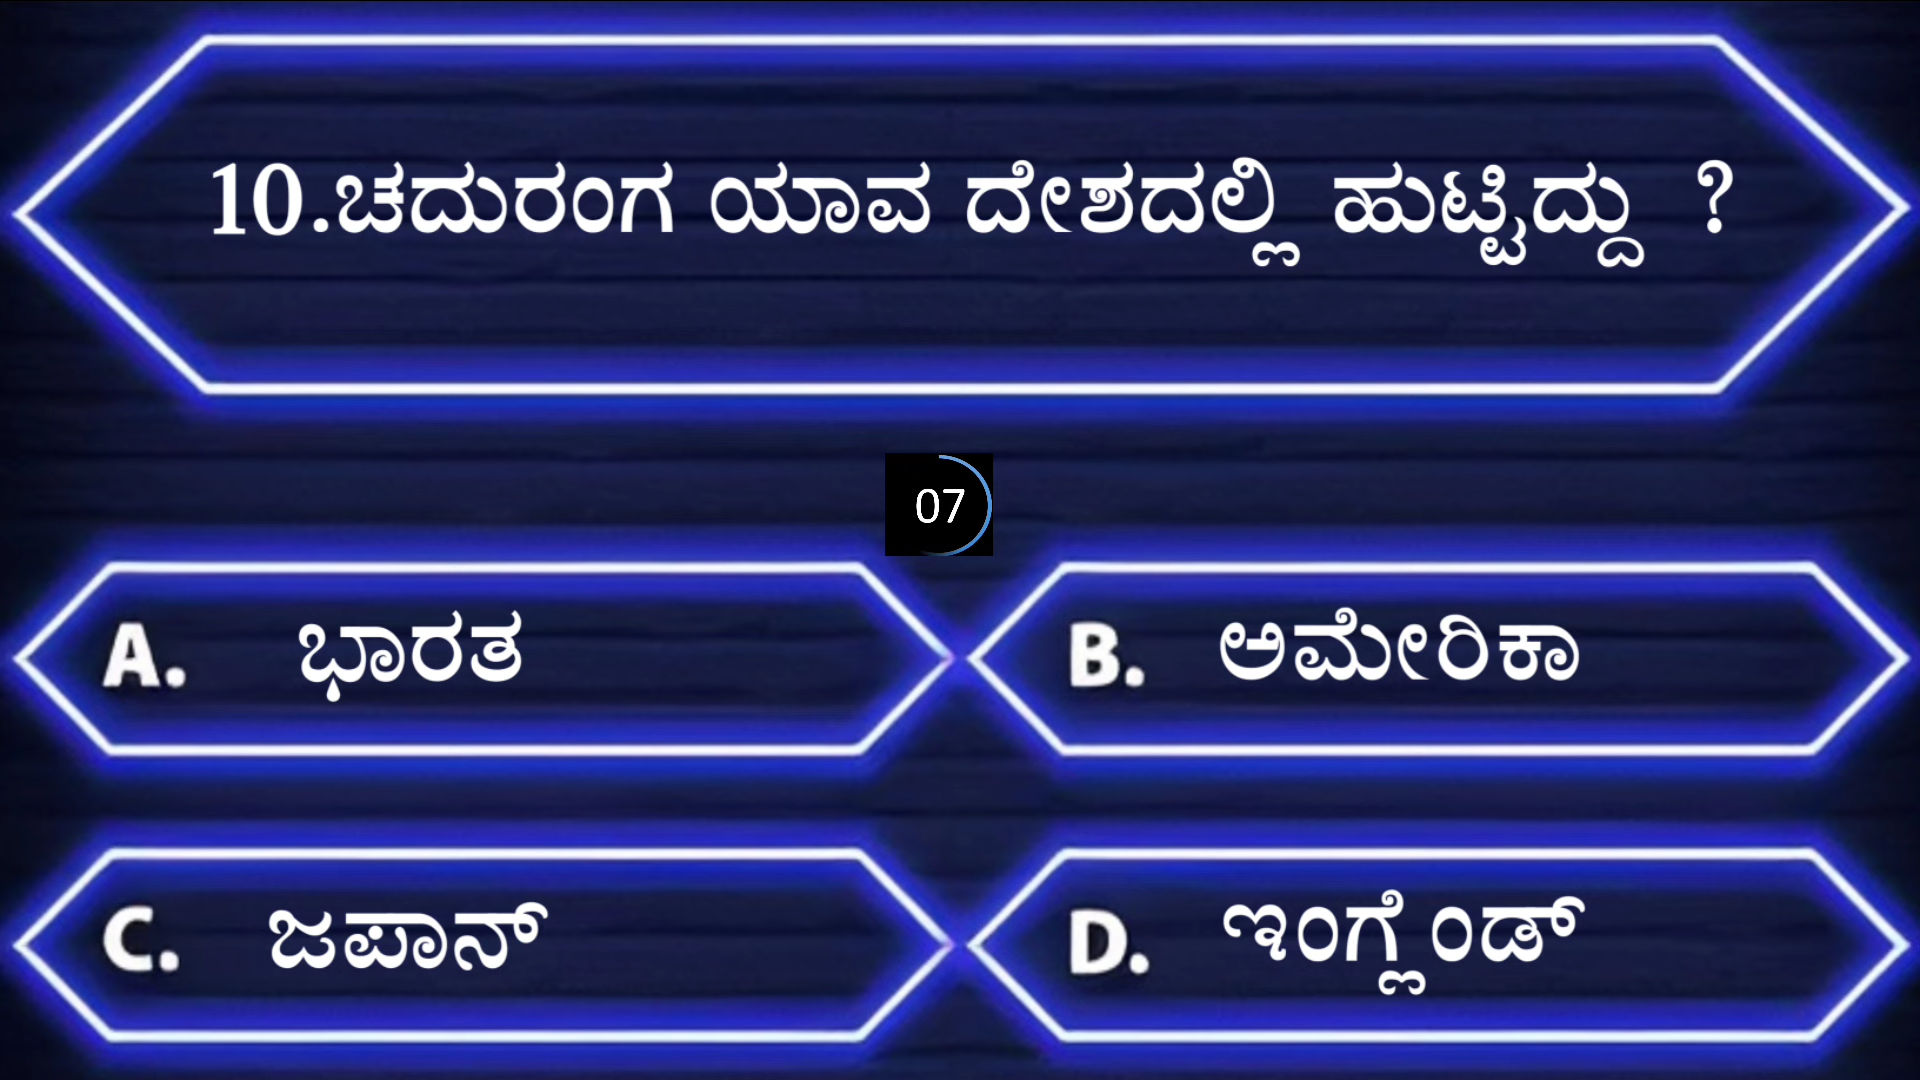 10.ಚದುರಂಗ ಯಾವ ದೇಶದಲ್ಲಿ ಹುಟ್ಟಿದ್ದು ?
07
A. ಭಾರತ
B. ಅಮೇರಿಕಾ
C. ಜಪಾನ್
D. ಇಂಗ್ಲೆಂಡ್